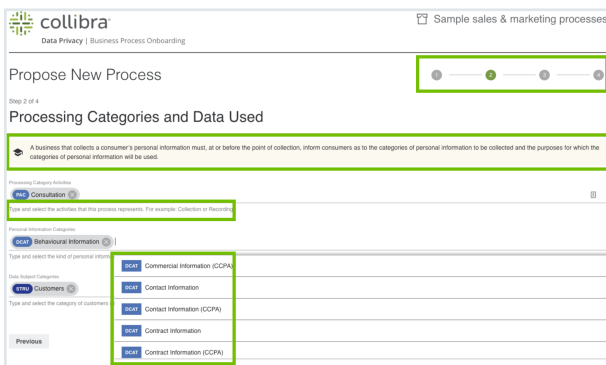 collibra
Sample sales & marketing processes
Data Privacy | Business Process Onboarding
Propose New Process
1 2 3 4
Step 2 of 4
Processing Categories and Data Used
A business that collects a consumer's personal information must, at or before the point of collection, inform consumers as to the categories of personal information to be collected and the purposes for which the
categories of personal information will be used.
Processing Category Activities
PAC Consultation
Type and select the activities that this process represents. For example: Collection or Recording
Personal Information Categories
DCAT Behavioural Information
Type and select the kind of personal inform
DCAT Commercial Information (CCPA)
Data Subject Categories
DCAT Contact Information
STRU Customers
Type and select the category of customers
DCAT Contact Information (CCPA)
DCAT Contract Information
Previous
DCAT Contract Information (CCPA)